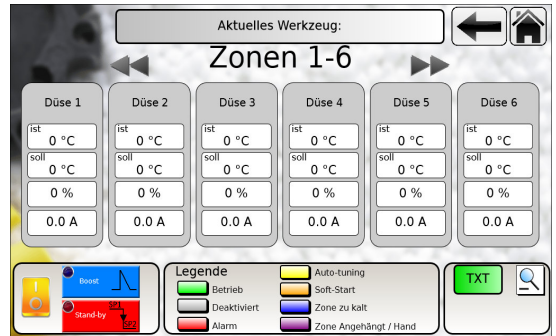 Aktuelles Werkzeug:
Zonen 1-6
Düse 1 Düse 2 Düse 3 Düse 4 Düse 5 Düse 6
ist ist ist ist ist ist
0 °C 0 °C 0 °C 0 °C 0 °C 0 °C
soll soll soll soll soll soll
0 °C 0 °C 0 °C 0 °C 0 °C 0 °C
0 % 0 % 0 % 0 % 0 % 0 %
0.0 A 0.0 A 0.0 A 0.0 A 0.0 A 0.0 A
Boost
Stand-by SP1
SP2
Legende
Betrieb
Deaktiviert
Alarm
Auto-tuning
Soft-Start
Zone zu kalt
Zone Angehängt / Hand
TXT